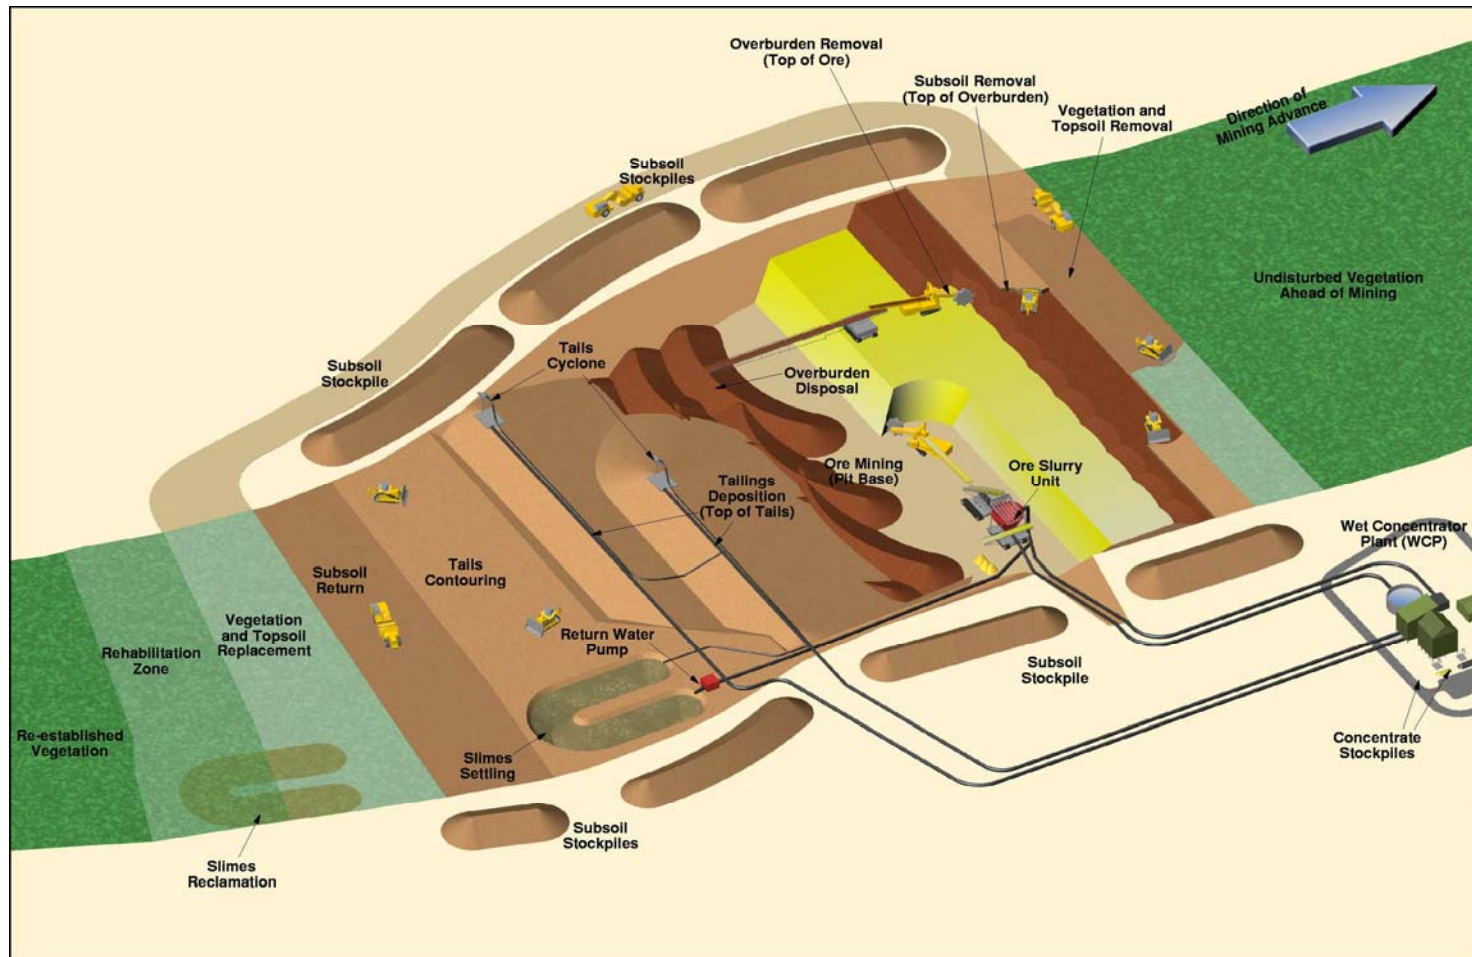 Overburden Removal
(Top of Ore)
Subsoil Removal
(Top of Overburden)
Vegetation and
Topsoil Removal
Direction of
Mining Advance
Subsoil
Stockpiles
Undisturbed Vegetation
Ahead of Mining
Subsoil
Stockpile
Tails
Cyclone
Overburden
Disposal
Ore Mining
(Pit Base)
Ore Slurry
Unit
Tailings
Deposition
(Top of Tails)
Wet Concentrator
Plant (WCP)
Tails
Contouring
Subsoil
Return
Vegetation
and Topsoil
Replacement
Return Water
Pump
Rehabilitation
Zone
Subsoil
Stockpile
Re-established
Vegetation
Concentrate
Stockpiles
Slimes
Settling
Subsoil
Stockpiles
Slimes
Reclamation